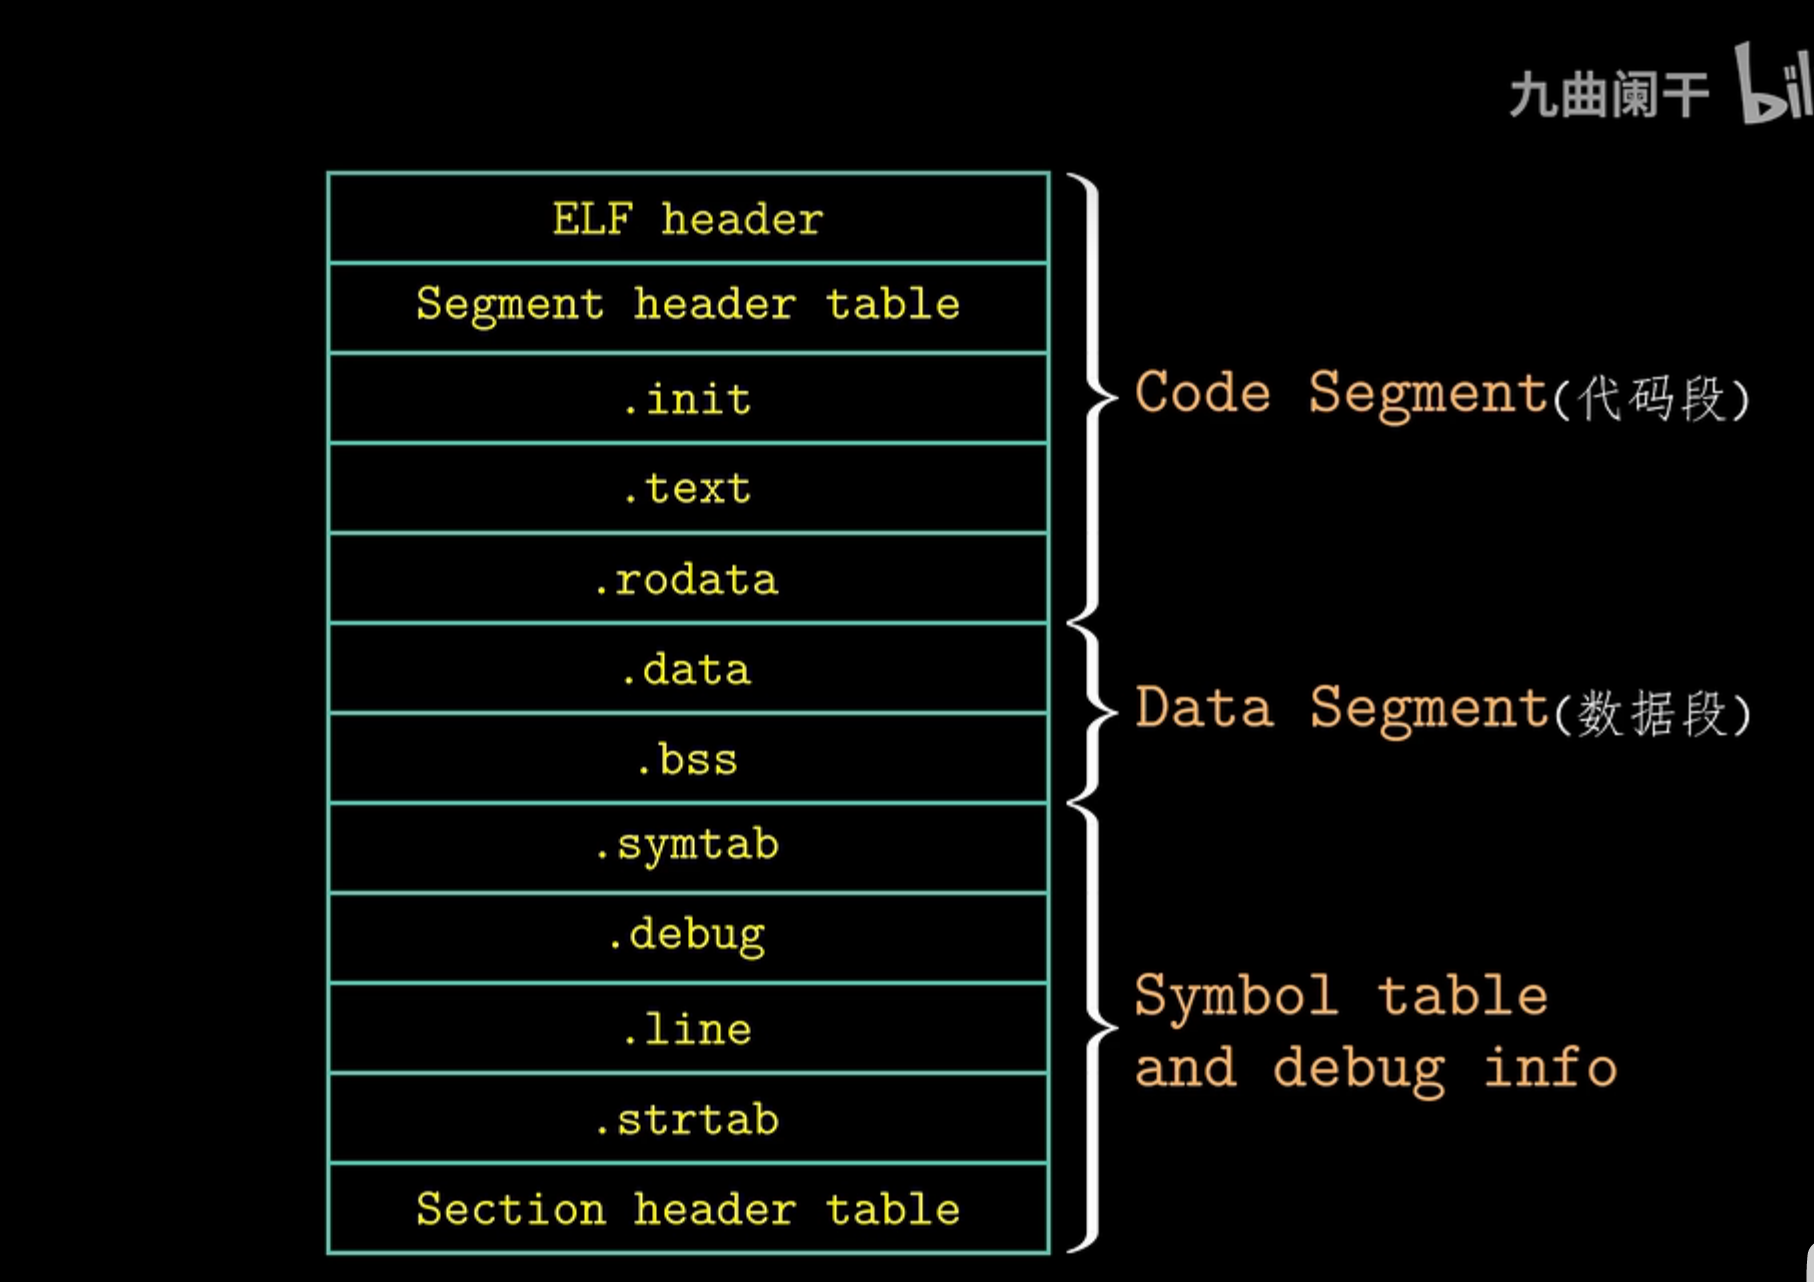 九曲阑干
ELF header
Segment header table
.init
.text
.rodata
Code Segment(代码段)
.data
.bss
Data Segment(数据段)
.symtab
.debug
.line
.strtab
Section header table
Symbol table
and debug info